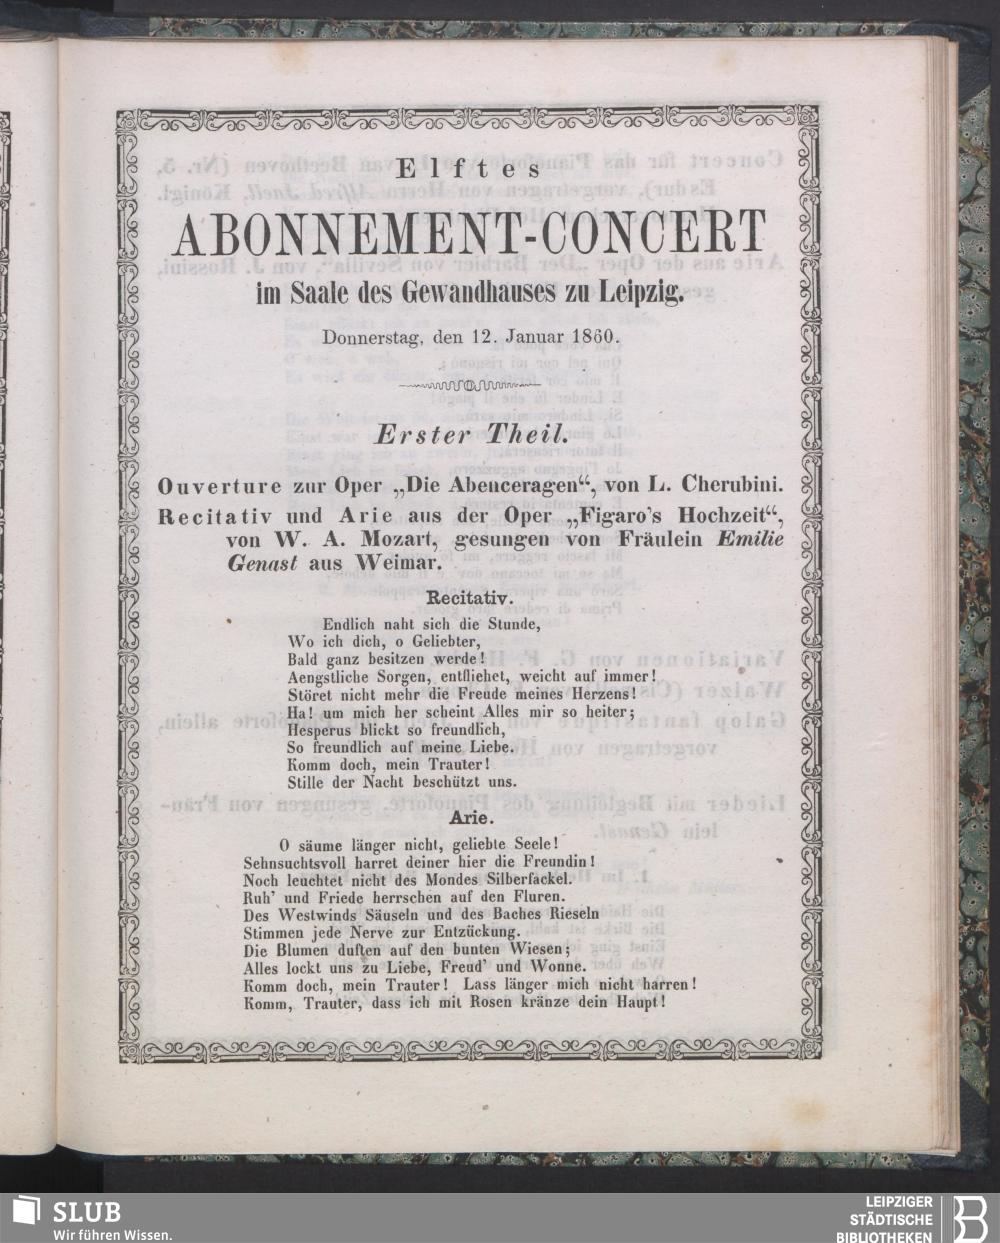 Elftes
ABONNEMENT-CONCERT
im Saale des Gewandhauses zu Leipzig.
Donnerstag, den 12. Januar 1860.
Erster Theil.
Ouverture zur Oper „Die Abenceragen“, von L. Cherubini.
Recitativ und Arie aus der Oper „Figaro's Hochzeit“,
von W. A. Mozart, gesungen von Fräulein Emilie
Genast aus Weimar.
Recitativ.
Endlich naht sich die Stunde,
Wo ich dich, o Geliebter,
Bald ganz besitzen werde!
Aengstliche Sorgen, entfliehet, weicht auf immer!
Störet nicht mehr die Freude meines Herzens!
Ha! um mich her scheint Alles mir so heiter;
Hesperus blickt so freundlich,
So freundlich auf meine Liebe.
Komm doch, mein Trauter!
Stille der Nacht beschützt uns.
Arie.
O säume länger nicht, geliebte Seele!
Sehnsuchtsvoll harret deiner hier die Freundin!
Noch leuchtet nicht des Mondes Silberfackel.
Ruh' und Friede herrschen auf den Fluren.
Des Westwinds Säuseln und des Baches Rieseln
Stimmen jede Nerve zur Entzückung.
Die Blumen duften auf den bunten Wiesen;
Alles lockt uns zu Liebe, Freud' und Wonne.
Komm doch, mein Trauter! Lass länger mich nicht harren!
Komm, Trauter, dass ich mit Rosen kränze dein Haupt!
SLUB
Wir führen Wissen.
LEIPZIGER
STÄDTISCHE
BIBLIOTHEKEN